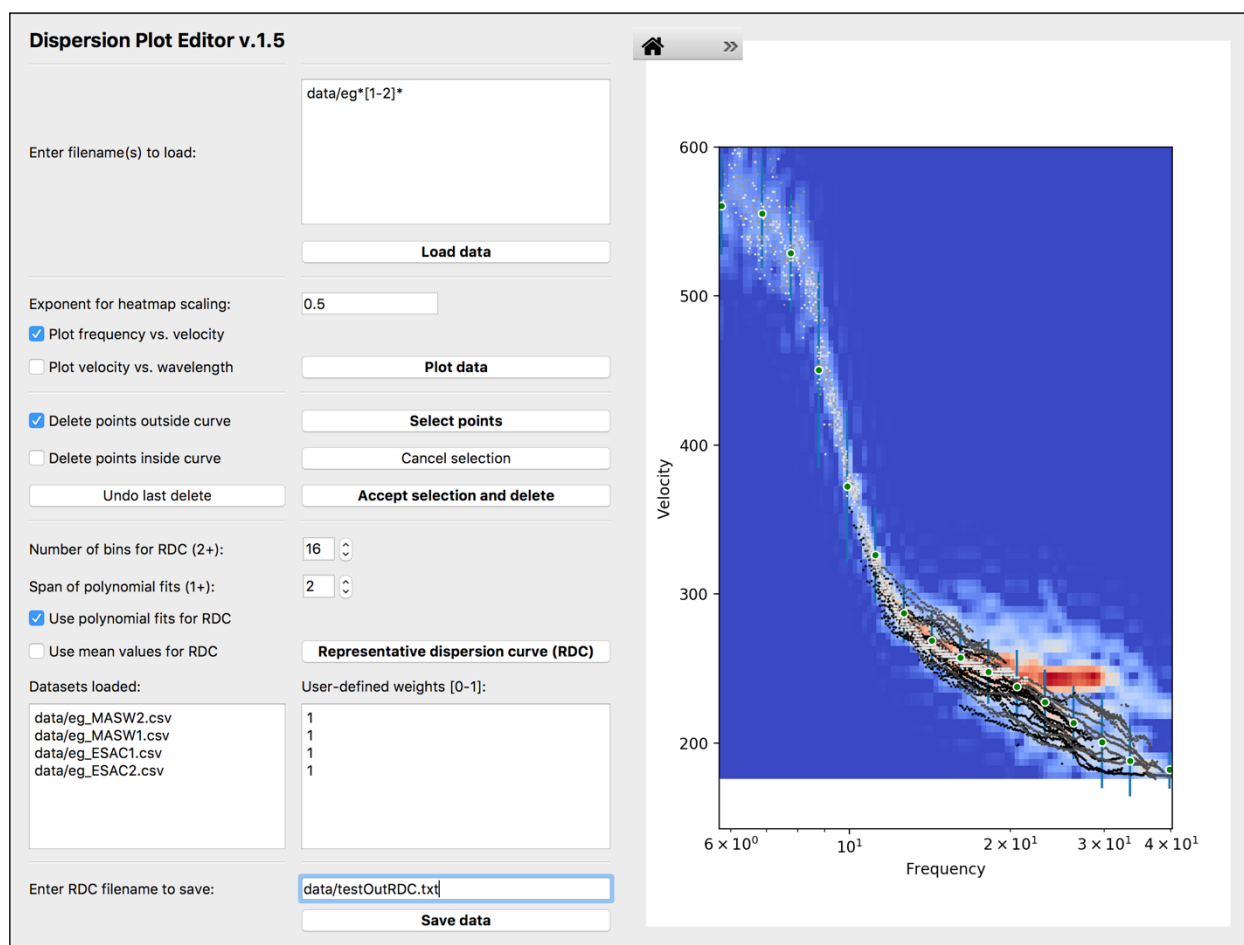 Dispersion Plot Editor v.1.5
Enter filename(s) to load:
data/eg*[1-2]*
Load data
Exponent for heatmap scaling:
0.5
Plot frequency vs. velocity
Plot velocity vs. wavelength
Plot data
Delete points outside curve
Select points
Delete points inside curve
Cancel selection
Undo last delete
Accept selection and delete
Number of bins for RDC (2+):
16
Span of polynomial fits (1+):
2
Use polynomial fits for RDC
Use mean values for RDC
Representative dispersion curve (RDC)
Datasets loaded:
User-defined weights [0-1]:
data/eg_MASW2.csv
1
data/eg_MASW1.csv
1
data/eg_ESAC1.csv
1
data/eg_ESAC2.csv
1
Enter RDC filename to save:
data/testOutRDC.txt
Save data
»
600
500
400
300
200
Velocity
6 × 10⁰
10¹
2 × 10¹
3 × 10¹
4 × 10¹
Frequency